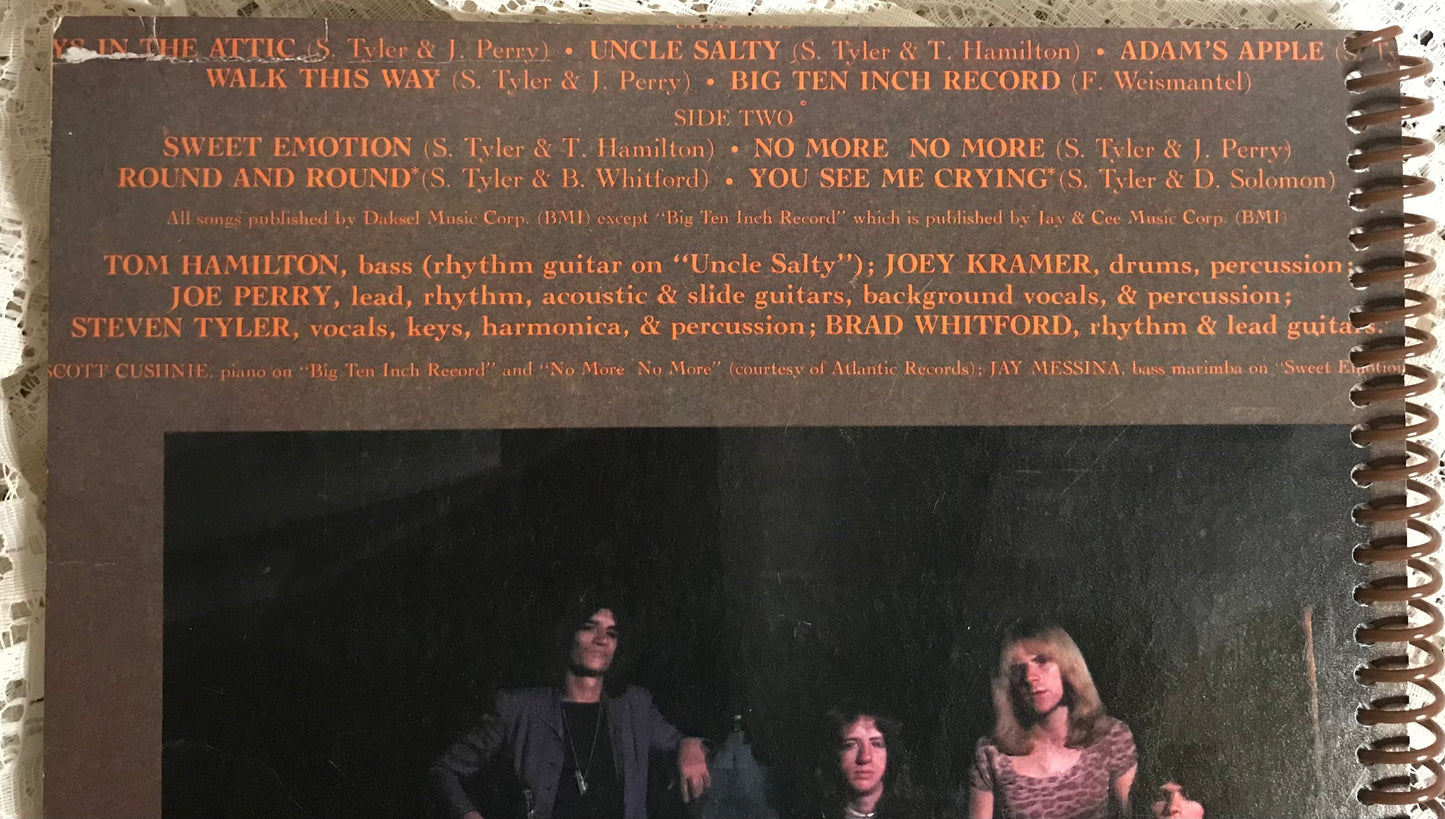 IN THE ATTIC (S. Tyler & J. Perry) • UNCLE SALTY (S. Tyler & T. Hamilton) • ADAM'S APPLE
WALK THIS WAY (S. Tyler & J. Perry) • BIG TEN INCH RECORD (F. Weismantel)
SIDE TWO
SWEET EMOTION (S. Tyler & T. Hamilton) • NO MORE NO MORE (S. Tyler & J. Perry)
ROUND AND ROUND* (S. Tyler & B. Whitford) • YOU SEE ME CRYING* (S. Tyler & D. Solomon)
All songs published by Daksel Music Corp. (BMI) except "Big Ten Inch Record" which is published by Jay & Cee Music Corp. (BMI)
TOM HAMILTON, bass (rhythm guitar on "Uncle Salty"); JOEY KRAMER, drums, percussion;
JOE PERRY, lead, rhythm, acoustic & slide guitars, background vocals, & percussion;
STEVEN TYLER, vocals, keys, harmonica, & percussion; BRAD WHITFORD, rhythm & lead guitars.
SCOTT CUSHNIE, piano on "Big Ten Inch Record" and "No More No More" (courtesy of Atlantic Records); JAY MESSINA, bass marimba on "Sweet Emotion